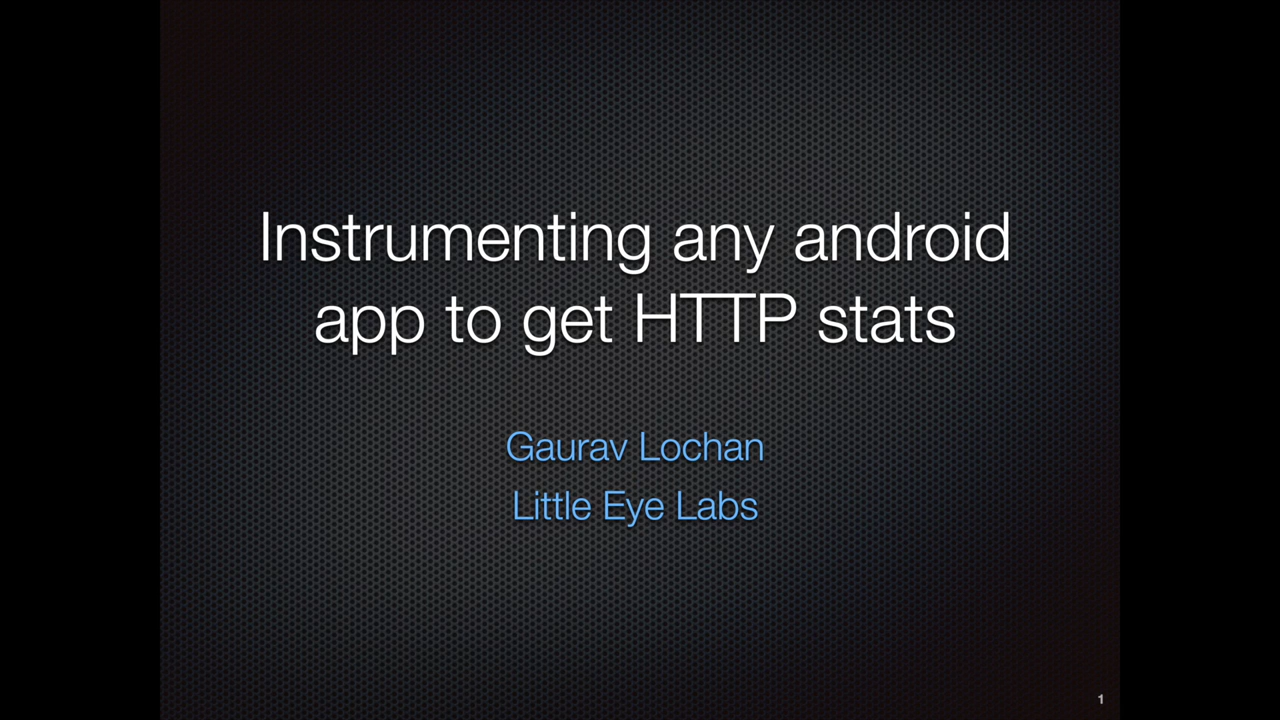 Instrumenting any android
app to get HTTP stats
Gaurav Lochan
Little Eye Labs
1